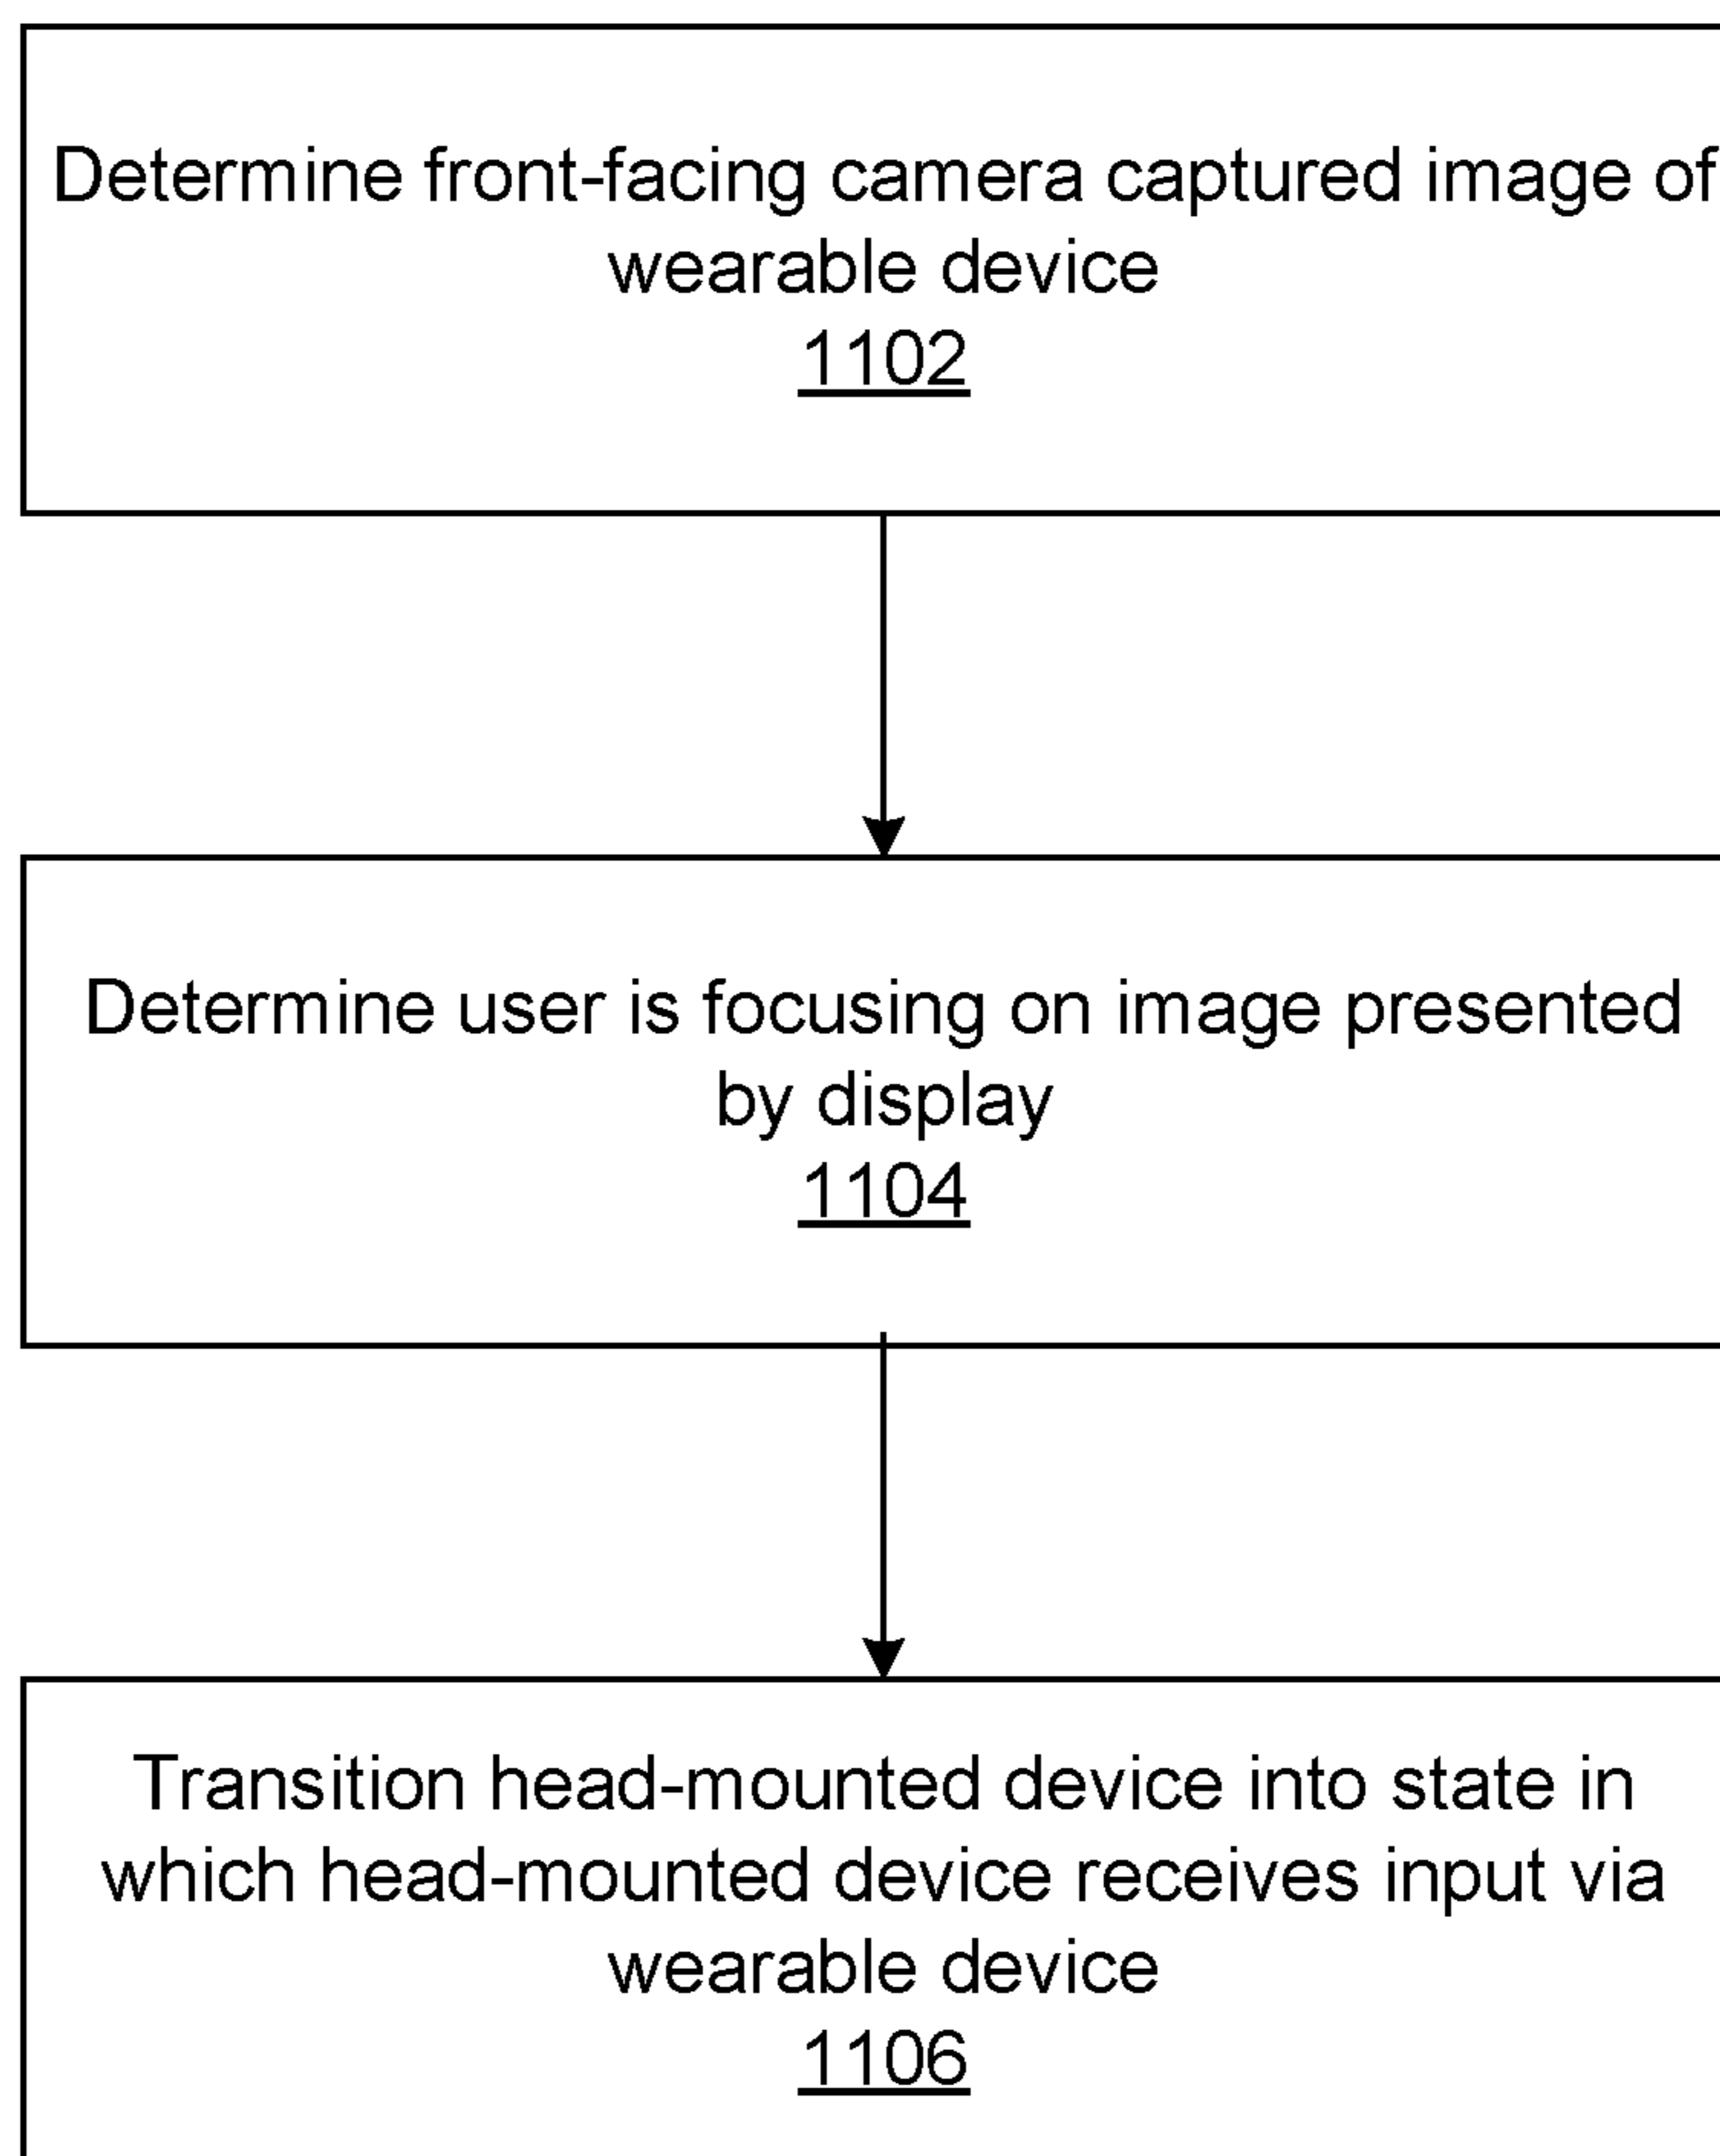 Determine front-facing camera captured image of
wearable device
1102
Determine user is focusing on image presented
by display
1104
Transition head-mounted device into state in
which head-mounted device receives input via
wearable device
1106